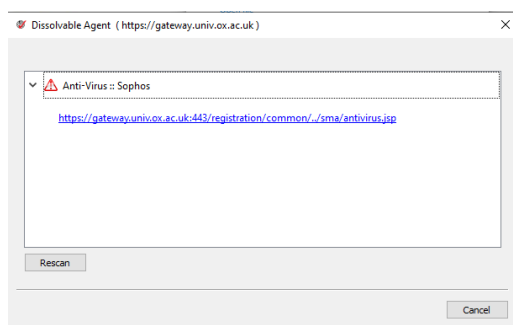 Dissolvable Agent ( https://gateway.univ.ox.ac.uk )
Anti-Virus :: Sophos
https://gateway.univ.ox.ac.uk:443/registration/common/../sma/antivirus.jsp
Rescan
Cancel